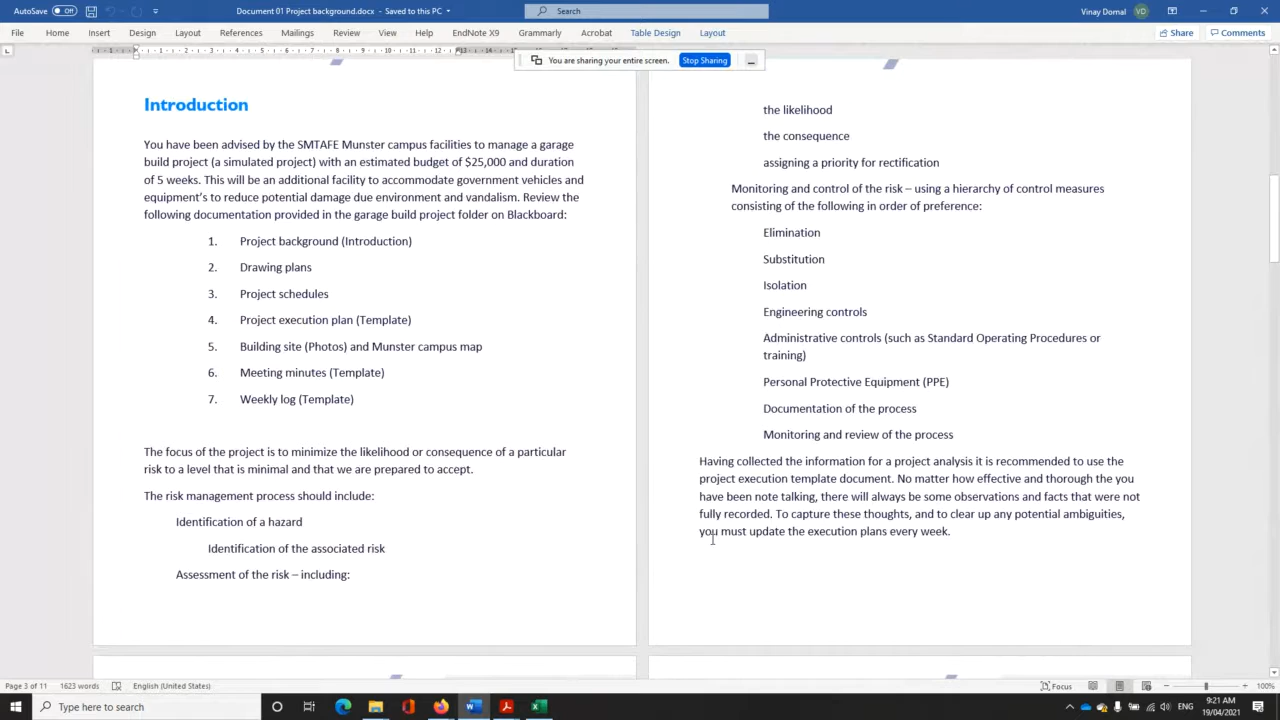 AutoSave
Off
Document 01 Project background.docx - Saved to this PC
Search
Vinay Domal
VD
File
Home
Insert
Draw
Design
Layout
References
Mailings
Review
View
Help
EndNote X9
Grammarly
Acrobat
Table Design
Layout
Share
Comments
You are sharing your entire screen.
Stop Sharing
Introduction
You have been advised by the SMTAFE Munster campus facilities to manage a garage
build project (a simulated project) with an estimated budget of $25,000 and duration
of 5 weeks. This will be an additional facility to accommodate government vehicles and
equipment's to reduce potential damage due environment and vandalism. Review the
following documentation provided in the garage build project folder on Blackboard:
1. Project background (Introduction)
2. Drawing plans
3. Project schedules
4. Project execution plan (Template)
5. Building site (Photos) and Munster campus map
6. Meeting minutes (Template)
7. Weekly log (Template)
The focus of the project is to minimize the likelihood or consequence of a particular
risk to a level that is minimal and that we are prepared to accept.
The risk management process should include:
Identification of a hazard
Identification of the associated risk
Assessment of the risk – including:
the likelihood
the consequence
assigning a priority for rectification
Monitoring and control of the risk – using a hierarchy of control measures
consisting of the following in order of preference:
Elimination
Substitution
Isolation
Engineering controls
Administrative controls (such as Standard Operating Procedures or
training)
Personal Protective Equipment (PPE)
Documentation of the process
Monitoring and review of the process
Having collected the information for a project analysis it is recommended to use the
project execution template document. No matter how effective and thorough the you
have been note talking, there will always be some observations and facts that were not
fully recorded. To capture these thoughts, and to clear up any potential ambiguities,
you must update the execution plans every week.
Page 3 of 11
1623 words
English (United States)
Focus
100%
Type here to search
ENG
9:21 AM
19/04/2021